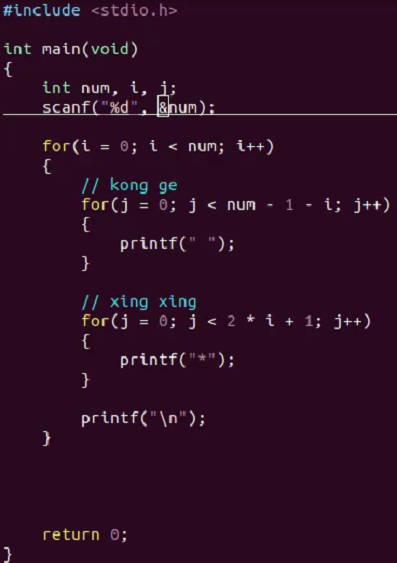 #include <stdio.h>
int main(void)
{
    int num, i, j;
    scanf("%d", &num);
    for(i = 0; i < num; i++)
    {
        // kong ge
        for(j = 0; j < num - 1 - i; j++)
        {
            printf(" ");
        }
        // xing xing
        for(j = 0; j < 2 * i + 1; j++)
        {
            printf("*");
        }
        printf("\n");
    }
    return 0;
}